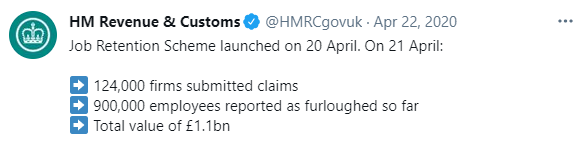 HM Revenue & Customs @HMRCgovuk · Apr 22, 2020 ...
Job Retention Scheme launched on 20 April. On 21 April:
➡ 124,000 firms submitted claims
➡ 900,000 employees reported as furloughed so far
➡ Total value of £1.1bn